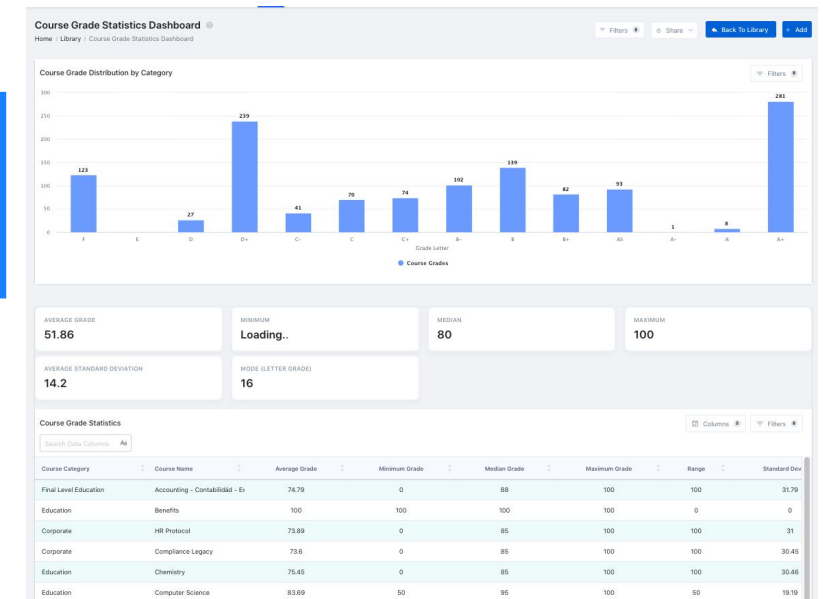 Course Grade Statistics Dashboard
Home / Library / Course Grade Statistics Dashboard
Filters
Share
Back To Library
+ Add
Course Grade Distribution by Category
Filters
300
250
200
150
100
50
0
123
27
239
41
70
74
102
139
82
93
1
8
281
F E D D+ C- C C+ B- B B+ AS A- A A+
Grade Letter
Course Grades
AVERAGE GRADE
51.86
MINIMUM
Loading..
MEDIAN
80
MAXIMUM
100
AVERAGE STANDARD DEVIATION
14.2
MODE (LETTER GRADE)
16
Course Grade Statistics
Columns
Filters
Search Data Columns Aa
Course Category Course Name Average Grade Minimum Grade Median Grade Maximum Grade Range Standard Dev
Final Level Education Accounting - Contabilidád - Ex 74.79 0 88 100 100 31.79
Education Benefits 100 100 100 100 0 0
Corporate HR Protocol 73.89 0 85 100 100 31
Corporate Compliance Legacy 73.6 0 85 100 100 30.45
Education Chemistry 75.45 0 85 100 100 30.46
Education Computer Science 83.69 50 95 100 50 19.19